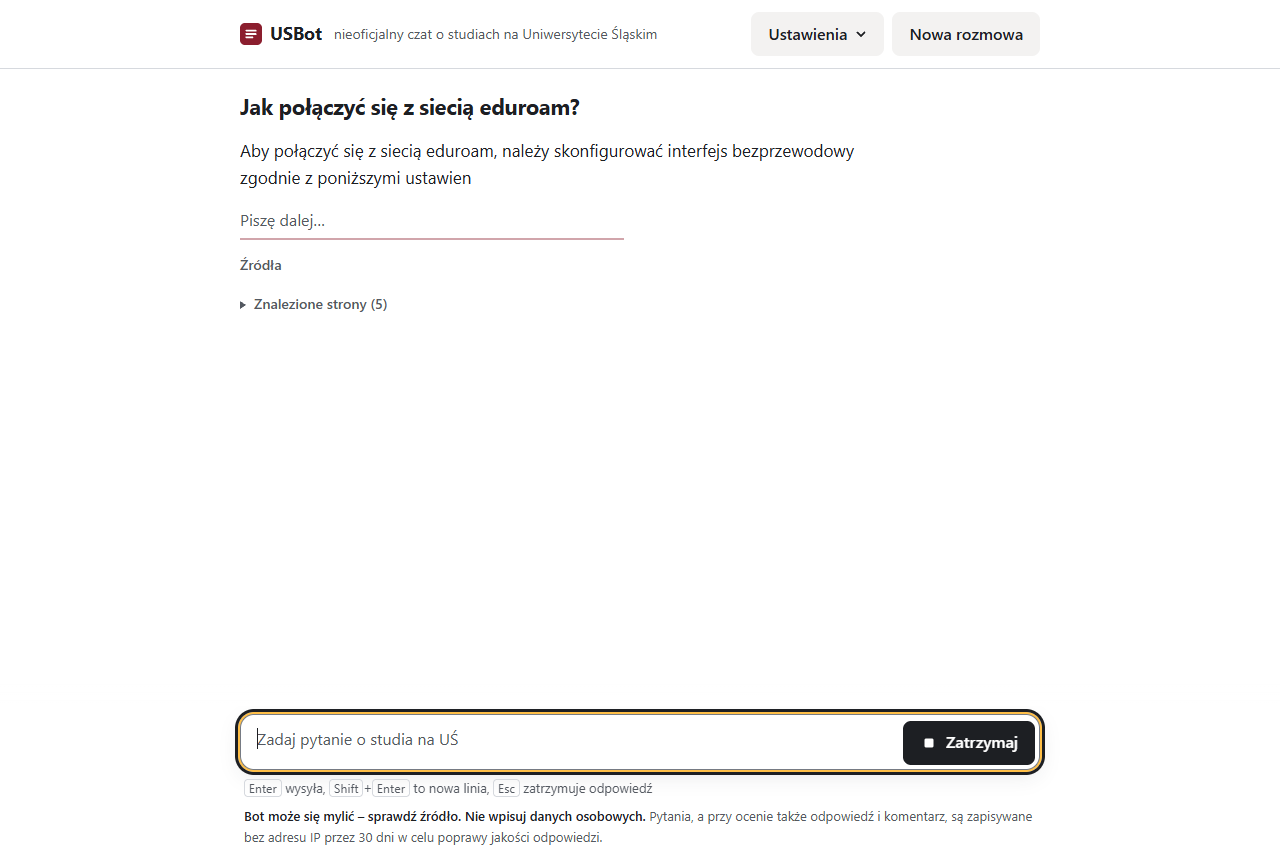 USBot nieoficjalny czat o studiach na Uniwersytecie Śląskim Ustawienia Nowa rozmowa
Jak połączyć się z siecią eduroam?
Aby połączyć się z siecią eduroam, należy skonfigurować interfejs bezprzewodowy
zgodnie z poniższymi ustawien
Piszę dalej...
Źródła
Znalezione strony (5)
Zadaj pytanie o studia na UŚ Zatrzymaj
Enter wysyła, Shift+Enter to nowa linia, Esc zatrzymuje odpowiedź
Bot może się mylić – sprawdź źródło. Nie wpisuj danych osobowych. Pytania, a przy ocenie także odpowiedź i komentarz, są zapisywane
bez adresu IP przez 30 dni w celu poprawy jakości odpowiedzi.